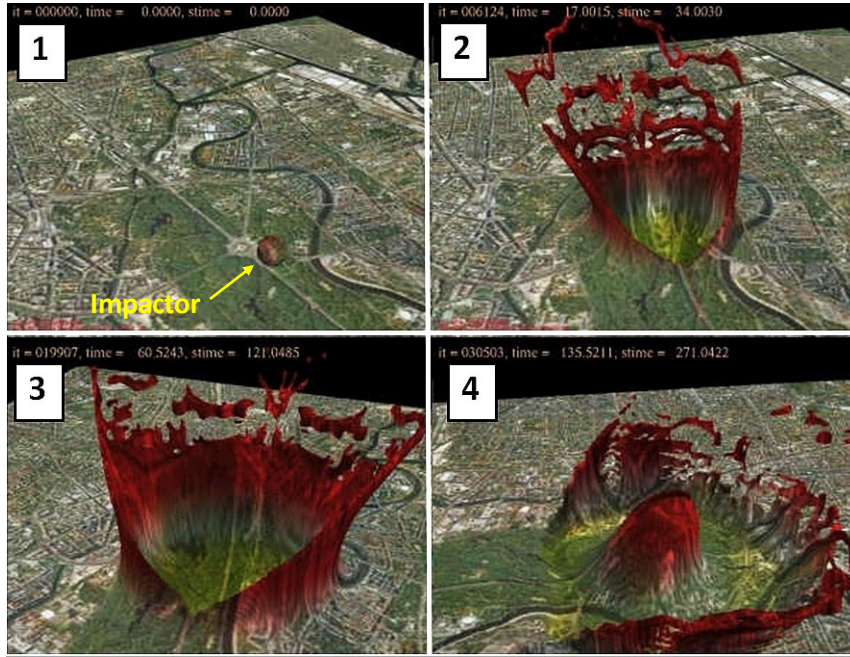 it = 000000, time = 0.0000, stime = 0.0000
1
Impactor
it = 006124, time = 17.0015, stime = 34.0030
2
it = 019907, time = 60.5243, stime = 121.0485
3
it = 030503, time = 135.5211, stime = 271.0422
4